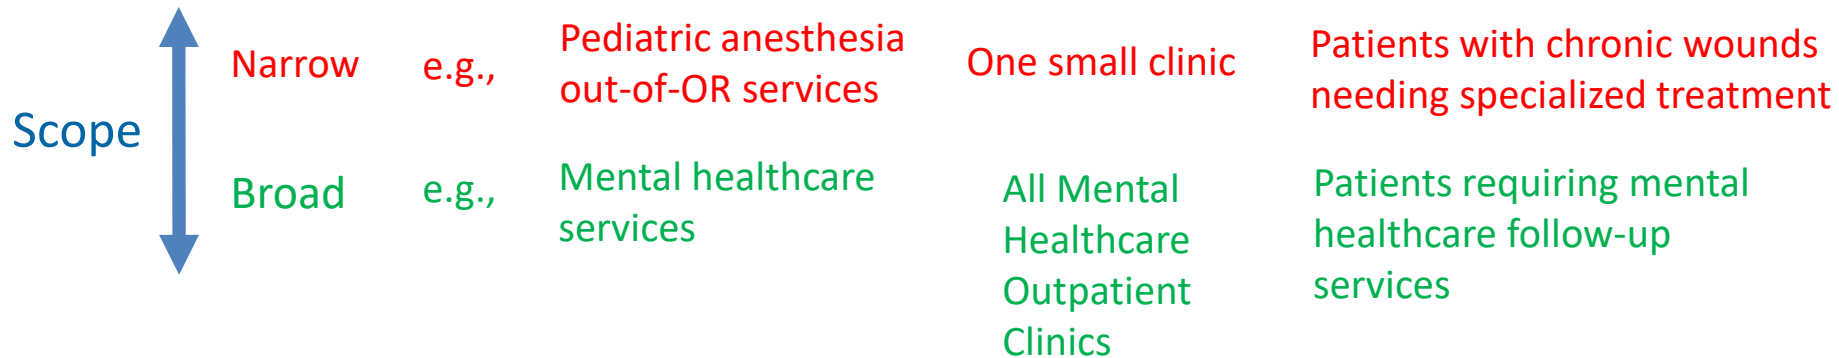 Scope
Narrow
e.g.,
Pediatric anesthesia
out-of-OR services
One small clinic
Patients with chronic wounds
needing specialized treatment
Broad
e.g.,
Mental healthcare
services
All Mental
Healthcare
Outpatient
Clinics
Patients requiring mental
healthcare follow-up
services